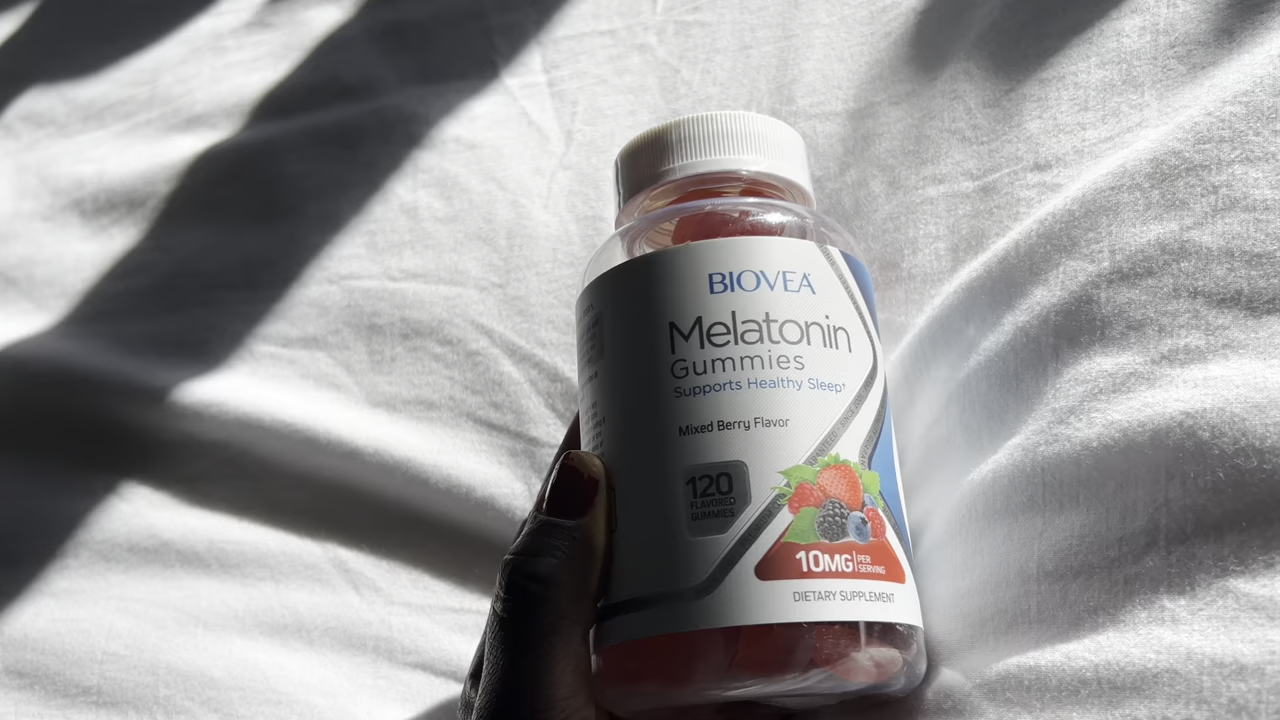 BIOVEA
Melatonin
Gummies
Supports Healthy Sleep†
Mixed Berry Flavor
120
FLAVORED
GUMMIES
10MG PER
SERVING
DIETARY SUPPLEMENT